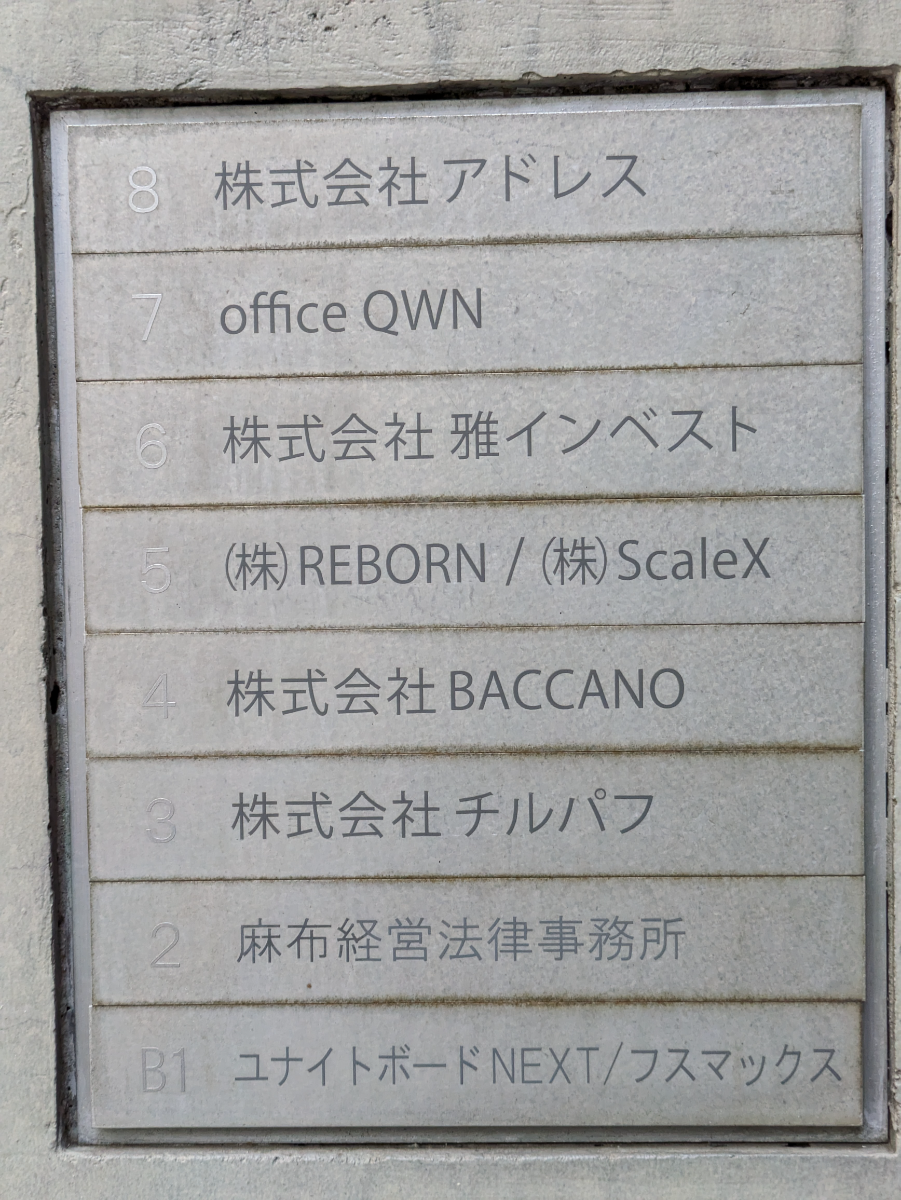 8 株式会社 アドレス
7 office QWN
6 株式会社 雅インベスト
5 ㈱ REBORN / ㈱ ScaleX
4 株式会社 BACCANO
3 株式会社 チルパフ
2 麻布経営法律事務所
B1 ユナイトボードNEXT/フスマックス